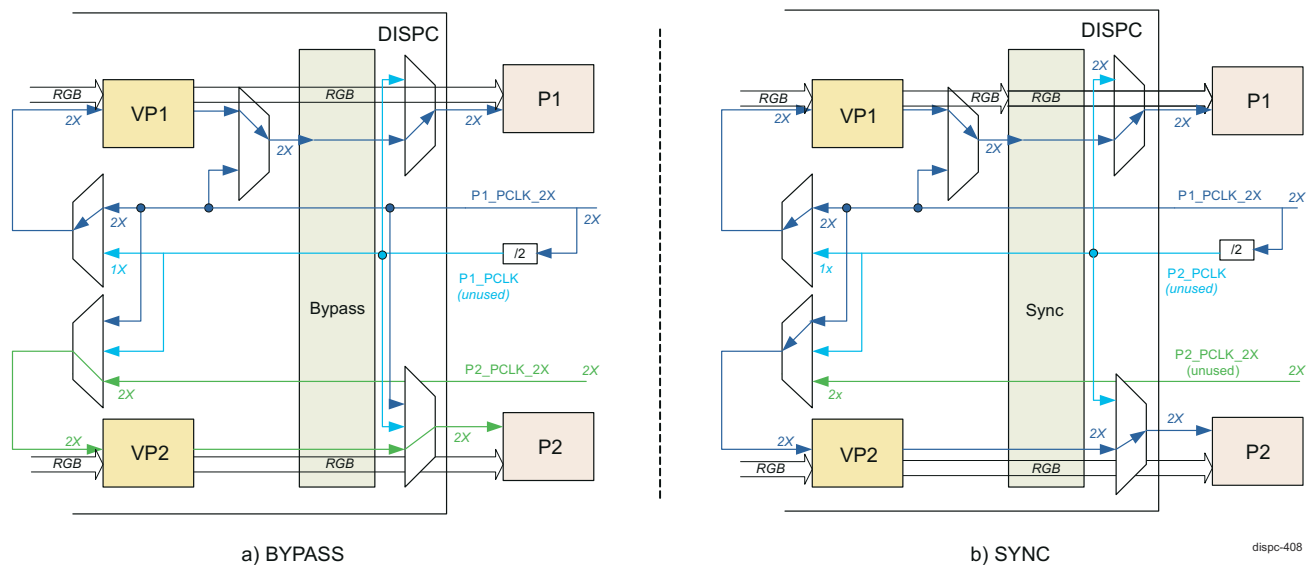 DISPC
RGB
VP1
RGB
P1
2X
2X
2X
P1_PCLK_2X
2X
2X
/2
1X
P1_PCLK
(unused)
Bypass
P2_PCLK_2X
2X
2X
2X
VP2
2X
P2
RGB
RGB
a) BYPASS
DISPC
2X
RGB
VP1
RGB
RGB
P1
2X
2X
2X
P1_PCLK_2X
2X
2X
/2
1x
P2_PCLK
(unused)
Sync
P2_PCLK_2X
(unused)
2X
2x
2X
VP2
2X
2X
P2
RGB
RGB
b) SYNC
dispc-408